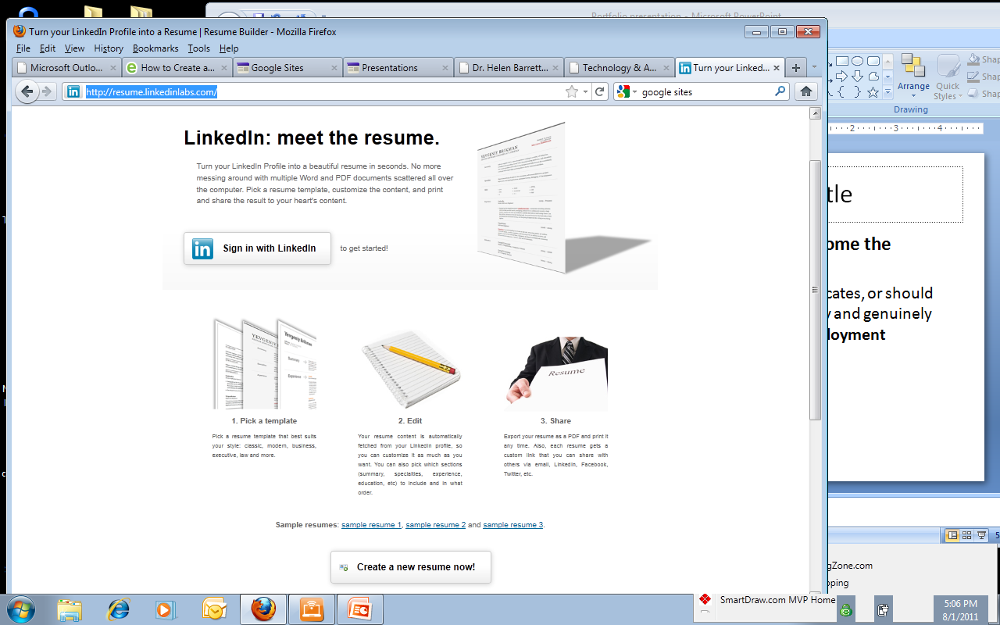 Portfolio presentation - Microsoft PowerPoint
Turn your LinkedIn Profile into a Resume | Resume Builder - Mozilla Firefox
File Edit View History Bookmarks Tools Help
Microsoft Outlo... How to Create a... Google Sites Presentations Dr. Helen Barrett... Technology & A... Turn your Linked...
http://resume.linkedinlabs.com/ google sites
Shap
Arrange Quick Styles Shap
Shap
Drawing
2 3 4
LinkedIn: meet the resume.
Turn your LinkedIn Profile into a beautiful resume in seconds. No more
messing around with multiple Word and PDF documents scattered all over
the computer. Pick a resume template, customize the content, and print
and share the result to your heart's content.
Sign in with LinkedIn to get started!
YEVGENIY BRIKMAN
tle
ome the
cates, or should
y and genuinely
loyment
Yevgeniy Brikman
Summary
Experience
Resume
1. Pick a template
Pick a resume template that best suits
your style: classic, modern, business,
executive, law and more.
2. Edit
Your resume content is automatically
fetched from your LinkedIn profile, so
you can customize it as much as you
want. You can also pick which sections
(summary, specialties, experience,
education, etc) to include and in what
order.
3. Share
Export your resume as a PDF and print it
any time. Also, each resume gets a
custom link that you can share with
others via email, LinkedIn, Facebook,
Twitter, etc.
Sample resumes: sample resume 1, sample resume 2 and sample resume 3.
Create a new resume now!
gZone.com
pping
SmartDraw.com MVP Home
5:06 PM
8/1/2011